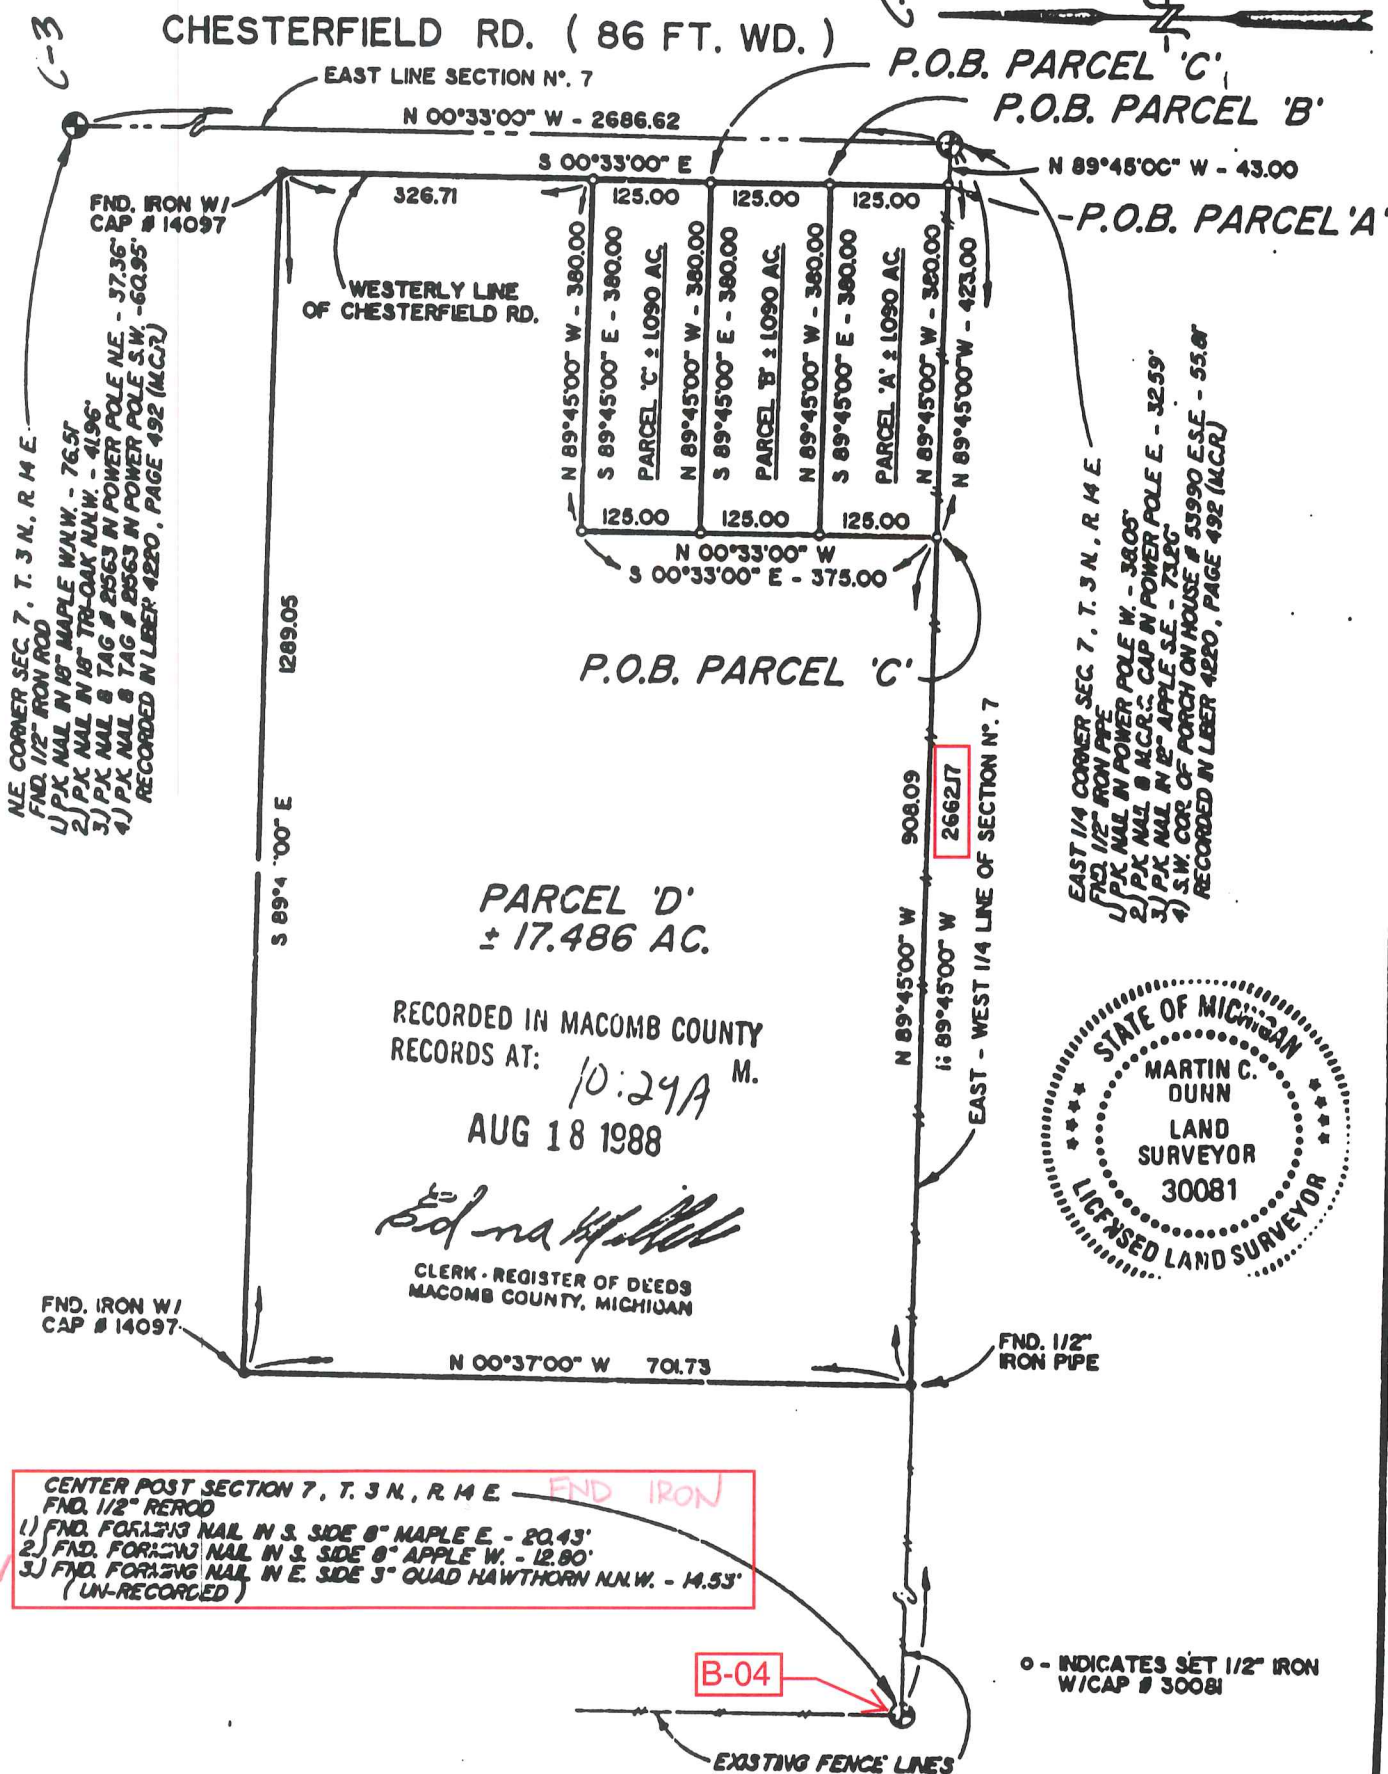 C-3
CHESTERFIELD RD. ( 86 FT. WD. )
EAST LINE SECTION Nº. 7
P.O.B. PARCEL 'C'
P.O.B. PARCEL 'B'
N 00°33'00" W - 2686.62
N 89°45'00" W - 43.00
S 00°33'00" E
FND. IRON W/
CAP # 14097
326.71
125.00
125.00
125.00
P.O.B. PARCEL 'A'
WESTERLY LINE
OF CHESTERFIELD RD.
N 89°45'00" W - 380.00
S 89°45'00" E - 380.00
PARCEL 'C' ± 1.090 AC.
N 89°45'00" W - 380.00
S 89°45'00" E - 380.00
PARCEL 'B' ± 1.090 AC.
N 89°45'00" W - 380.00
S 89°45'00" E - 380.00
PARCEL 'A' ± 1.090 AC.
N 89°45'00" W - 380.00
N 89°45'00" W - 423.00
125.00
125.00
125.00
N 00°33'00" W
S 00°33'00" E - 375.00
N.E. CORNER SEC. 7, T. 3 N., R. 14 E.
FND. 1/2" IRON ROD
1.) P.K. NAIL IN 18" MAPLE W.N.W. - 76.51'
2.) P.K. NAIL IN 18" TRI-OAK N.N.W. - 41.96'
3.) P.K. NAIL & TAG # 21563 IN POWER POLE N.E. - 37.36'
4.) P.K. NAIL & TAG # 21563 IN POWER POLE S.W. - 60.95'
RECORDED IN LIBER 4220, PAGE 492 (M.C.R.)
1289.05
S 89°4 '00" E
P.O.B. PARCEL 'C'
908.09
2662.17
N 89°45'00" W
89°45'00" W
EAST - WEST 1/4 LINE OF SECTION Nº. 7
EAST 1/4 CORNER SEC. 7, T. 3 N., R. 14 E.
FND. 1/2" IRON PIPE
1.) P.K. NAIL IN POWER POLE W. - 38.05'
2.) P.K. NAIL & M.C.R.C. CAP IN POWER POLE E. - 32.59'
3.) P.K. NAIL IN 12" APPLE S.E. - 73.26'
4.) S.W. COR. OF PORCH ON HOUSE # 53990 E.S.E. - 55.81'
RECORDED IN LIBER 4220, PAGE 492 (M.C.R.)
PARCEL 'D'
± 17.486 AC.
RECORDED IN MACOMB COUNTY
RECORDS AT: 10:29A M.
AUG 18 1988
CLERK - REGISTER OF DEEDS
MACOMB COUNTY, MICHIGAN
STATE OF MICHIGAN
MARTIN C.
DUNN
LAND
SURVEYOR
30081
LICENSED LAND SURVEYOR
FND. IRON W/
CAP # 14097
N 00°37'00" W 701.73
FND. 1/2"
IRON PIPE
CENTER POST SECTION 7, T. 3 N., R. 14 E. FND IRON
FND. 1/2" REROD
1.) FND. NAIL IN S. SIDE 8" MAPLE E. - 20.43'
2.) FND. NAIL IN S. SIDE 8" APPLE W. - 12.80'
3.) FND. NAIL IN E. SIDE 3" QUAD HAWTHORN N.N.W. - 14.53'
(UN-RECORDED)
B-04
O - INDICATES SET 1/2" IRON
W/CAP # 30081
EXISTING FENCE LINES